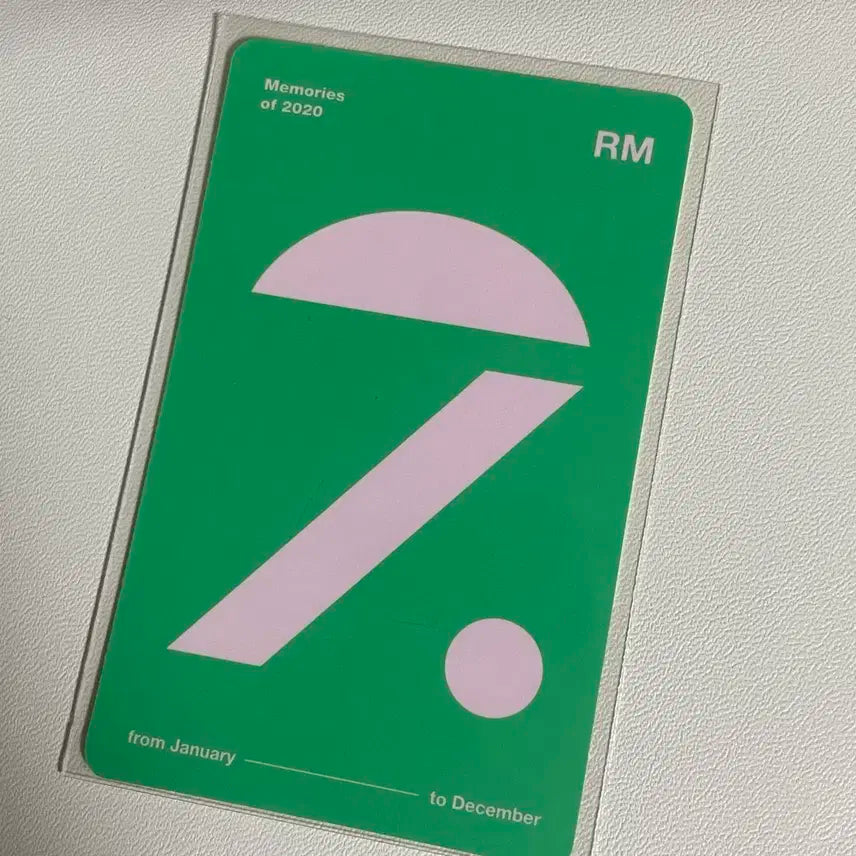 Memories
of 2020
RM
from January
to December